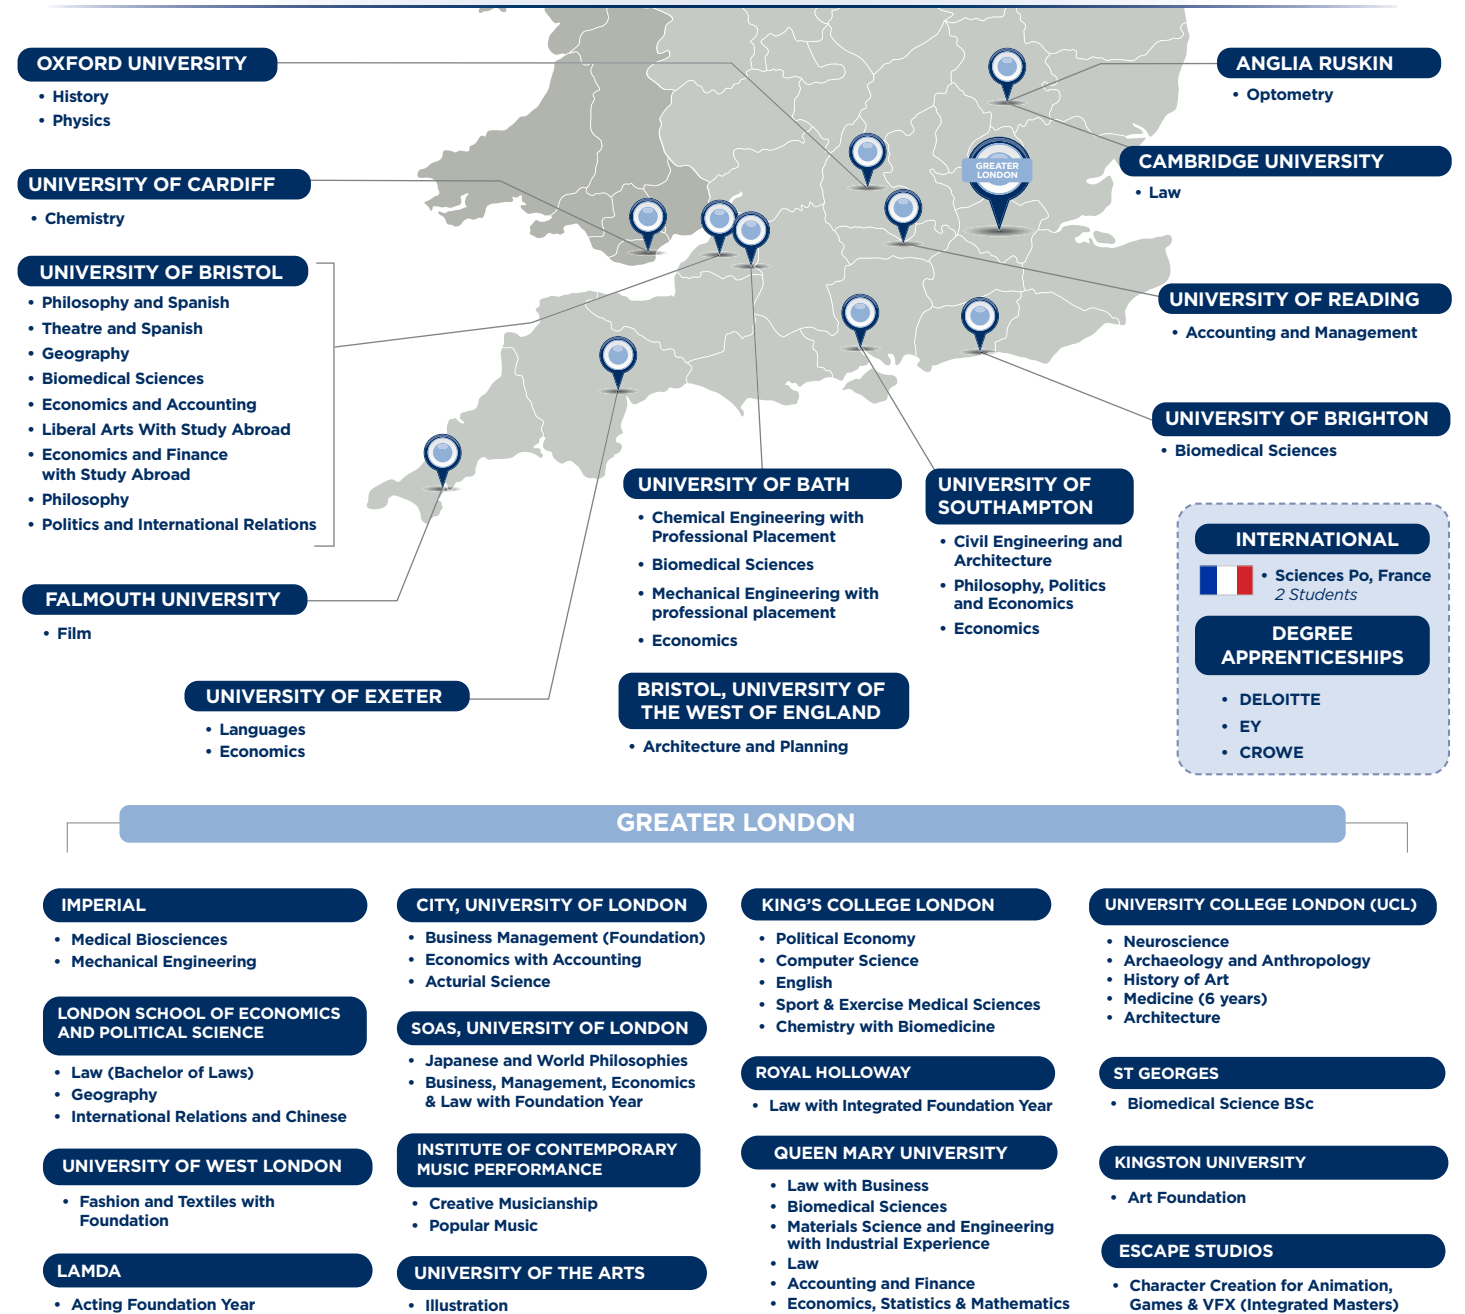 OXFORD UNIVERSITY
• History
• Physics
UNIVERSITY OF CARDIFF
• Chemistry
UNIVERSITY OF BRISTOL
• Philosophy and Spanish
• Theatre and Spanish
• Geography
• Biomedical Sciences
• Economics and Accounting
• Liberal Arts With Study Abroad
• Economics and Finance
with Study Abroad
• Philosophy
• Politics and International Relations
FALMOUTH UNIVERSITY
• Film
UNIVERSITY OF EXETER
• Languages
• Economics
GREATER
LONDON
ANGLIA RUSKIN
• Optometry
CAMBRIDGE UNIVERSITY
• Law
UNIVERSITY OF READING
• Accounting and Management
UNIVERSITY OF BRIGHTON
• Biomedical Sciences
UNIVERSITY OF BATH
• Chemical Engineering with
Professional Placement
• Biomedical Sciences
• Mechanical Engineering with
professional placement
• Economics
BRISTOL, UNIVERSITY OF
THE WEST OF ENGLAND
• Architecture and Planning
UNIVERSITY OF
SOUTHAMPTON
• Civil Engineering and
Architecture
• Philosophy, Politics
and Economics
• Economics
INTERNATIONAL
• Sciences Po, France
2 Students
DEGREE
APPRENTICESHIPS
• DELOITTE
• EY
• CROWE
GREATER LONDON
IMPERIAL
• Medical Biosciences
• Mechanical Engineering
LONDON SCHOOL OF ECONOMICS
AND POLITICAL SCIENCE
• Law (Bachelor of Laws)
• Geography
• International Relations and Chinese
UNIVERSITY OF WEST LONDON
• Fashion and Textiles with
Foundation
LAMDA
• Acting Foundation Year
CITY, UNIVERSITY OF LONDON
• Business Management (Foundation)
• Economics with Accounting
• Acturial Science
SOAS, UNIVERSITY OF LONDON
• Japanese and World Philosophies
• Business, Management, Economics
& Law with Foundation Year
INSTITUTE OF CONTEMPORARY
MUSIC PERFORMANCE
• Creative Musicianship
• Popular Music
UNIVERSITY OF THE ARTS
• Illustration
KING'S COLLEGE LONDON
• Political Economy
• Computer Science
• English
• Sport & Exercise Medical Sciences
• Chemistry with Biomedicine
ROYAL HOLLOWAY
• Law with Integrated Foundation Year
QUEEN MARY UNIVERSITY
• Law with Business
• Biomedical Sciences
• Materials Science and Engineering
with Industrial Experience
• Law
• Accounting and Finance
• Economics, Statistics & Mathematics
UNIVERSITY COLLEGE LONDON (UCL)
• Neuroscience
• Archaeology and Anthropology
• History of Art
• Medicine (6 years)
• Architecture
ST GEORGES
• Biomedical Science BSc
KINGSTON UNIVERSITY
• Art Foundation
ESCAPE STUDIOS
• Character Creation for Animation,
Games & VFX (Integrated Masters)